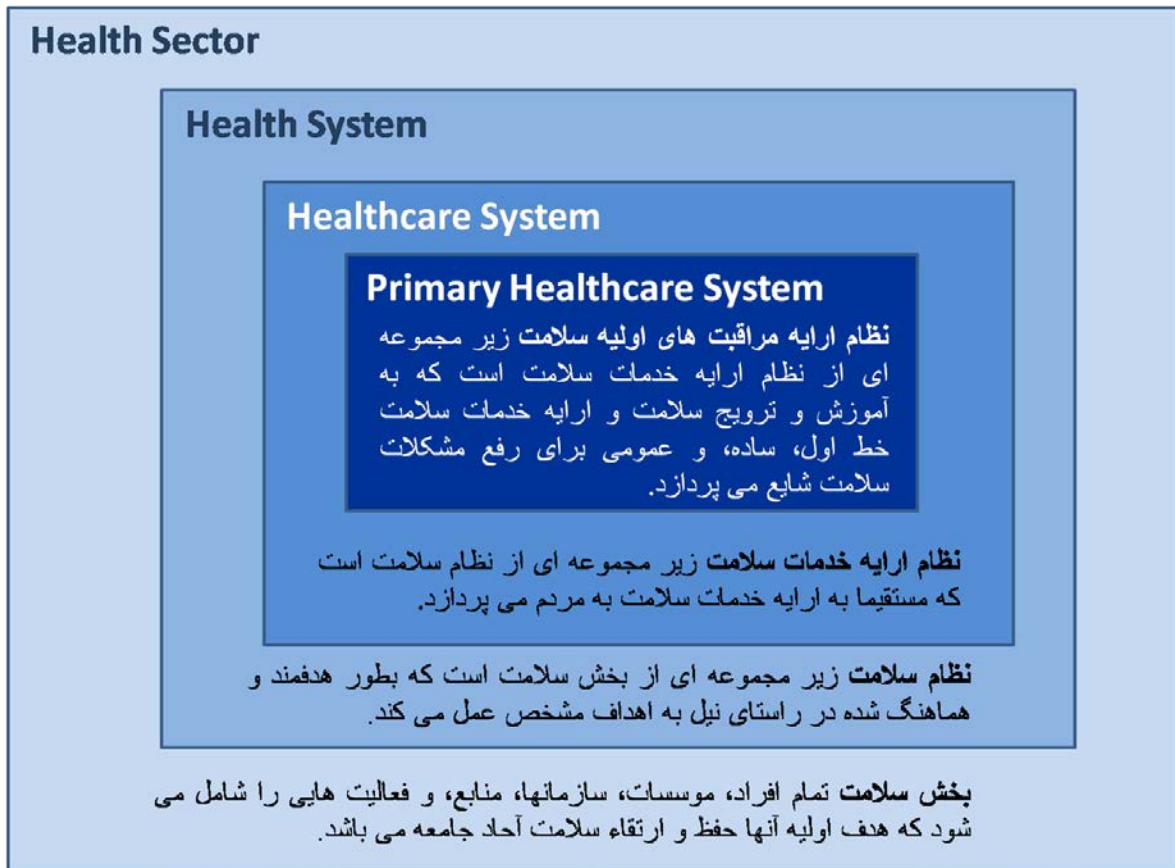 Health Sector
Health System
Healthcare System
Primary Healthcare System
نظام ارایه مراقبت های اولیه سلامت زیر مجموعه
ای از نظام ارایه خدمات سلامت است که به
آموزش و ترویج سلامت و ارایه خدمات سلامت
خط اول، ساده، و عمومی برای رفع مشکلات
سلامت شایع می پردازد.
نظام ارایه خدمات سلامت زیر مجموعه ای از نظام سلامت است
که مستقیما به ارایه خدمات سلامت به مردم می پردازد.
نظام سلامت زیر مجموعه ای از بخش سلامت است که بطور هدفمند و
هماهنگ شده در راستای نیل به اهداف مشخص عمل می کند.
بخش سلامت تمام افراد، موسسات، سازمانها، منابع، و فعالیت هایی را شامل می
شود که هدف اولیه آنها حفظ و ارتقاء سلامت آحاد جامعه می باشد.